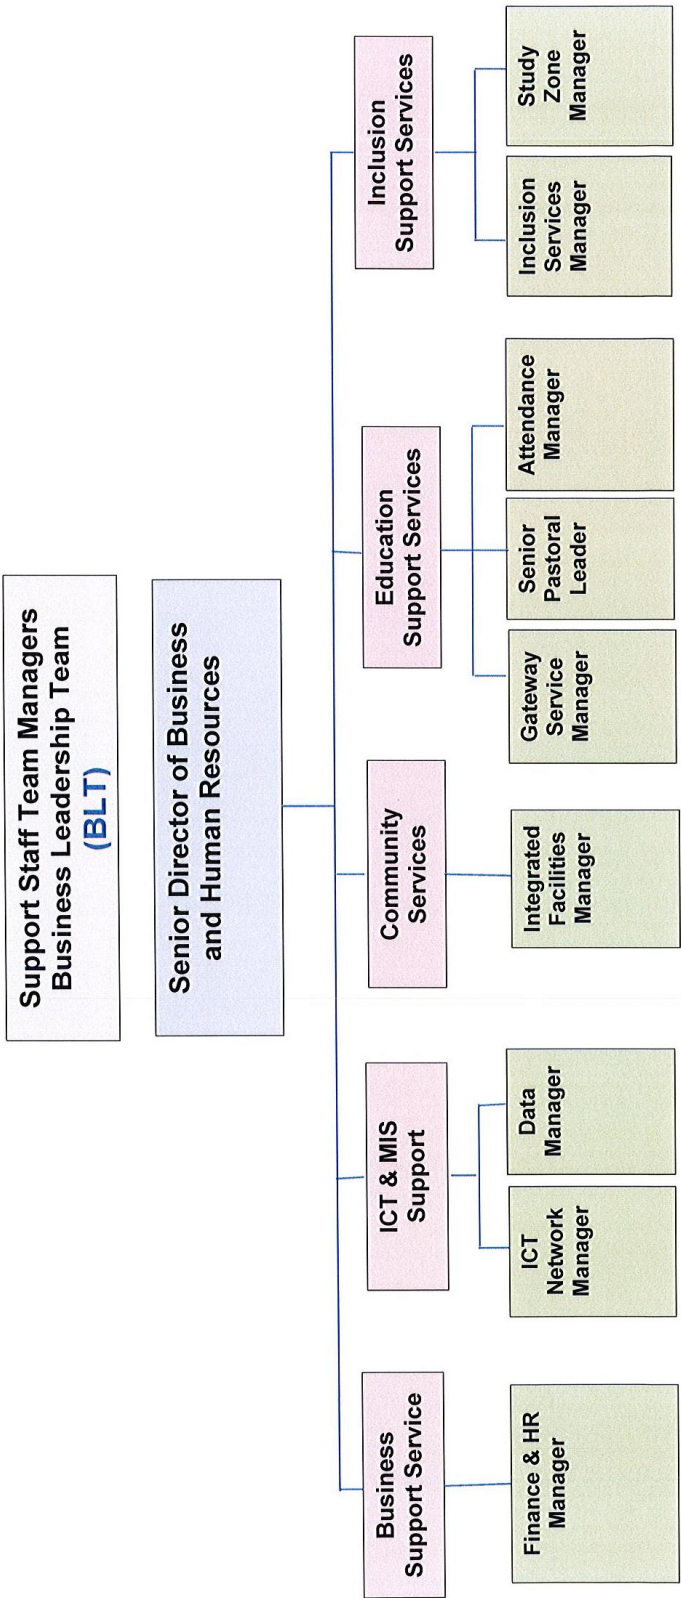 Support Staff Team Managers
Business Leadership Team
(BLT)
Senior Director of Business
and Human Resources
Business
Support Service
ICT & MIS
Support
Community
Services
Education
Support Services
Inclusion
Support Services
Finance & HR
Manager
ICT
Network
Manager
Data
Manager
Integrated
Facilities
Manager
Gateway
Service
Manager
Senior
Pastoral
Leader
Attendance
Manager
Inclusion
Services
Manager
Study
Zone
Manager